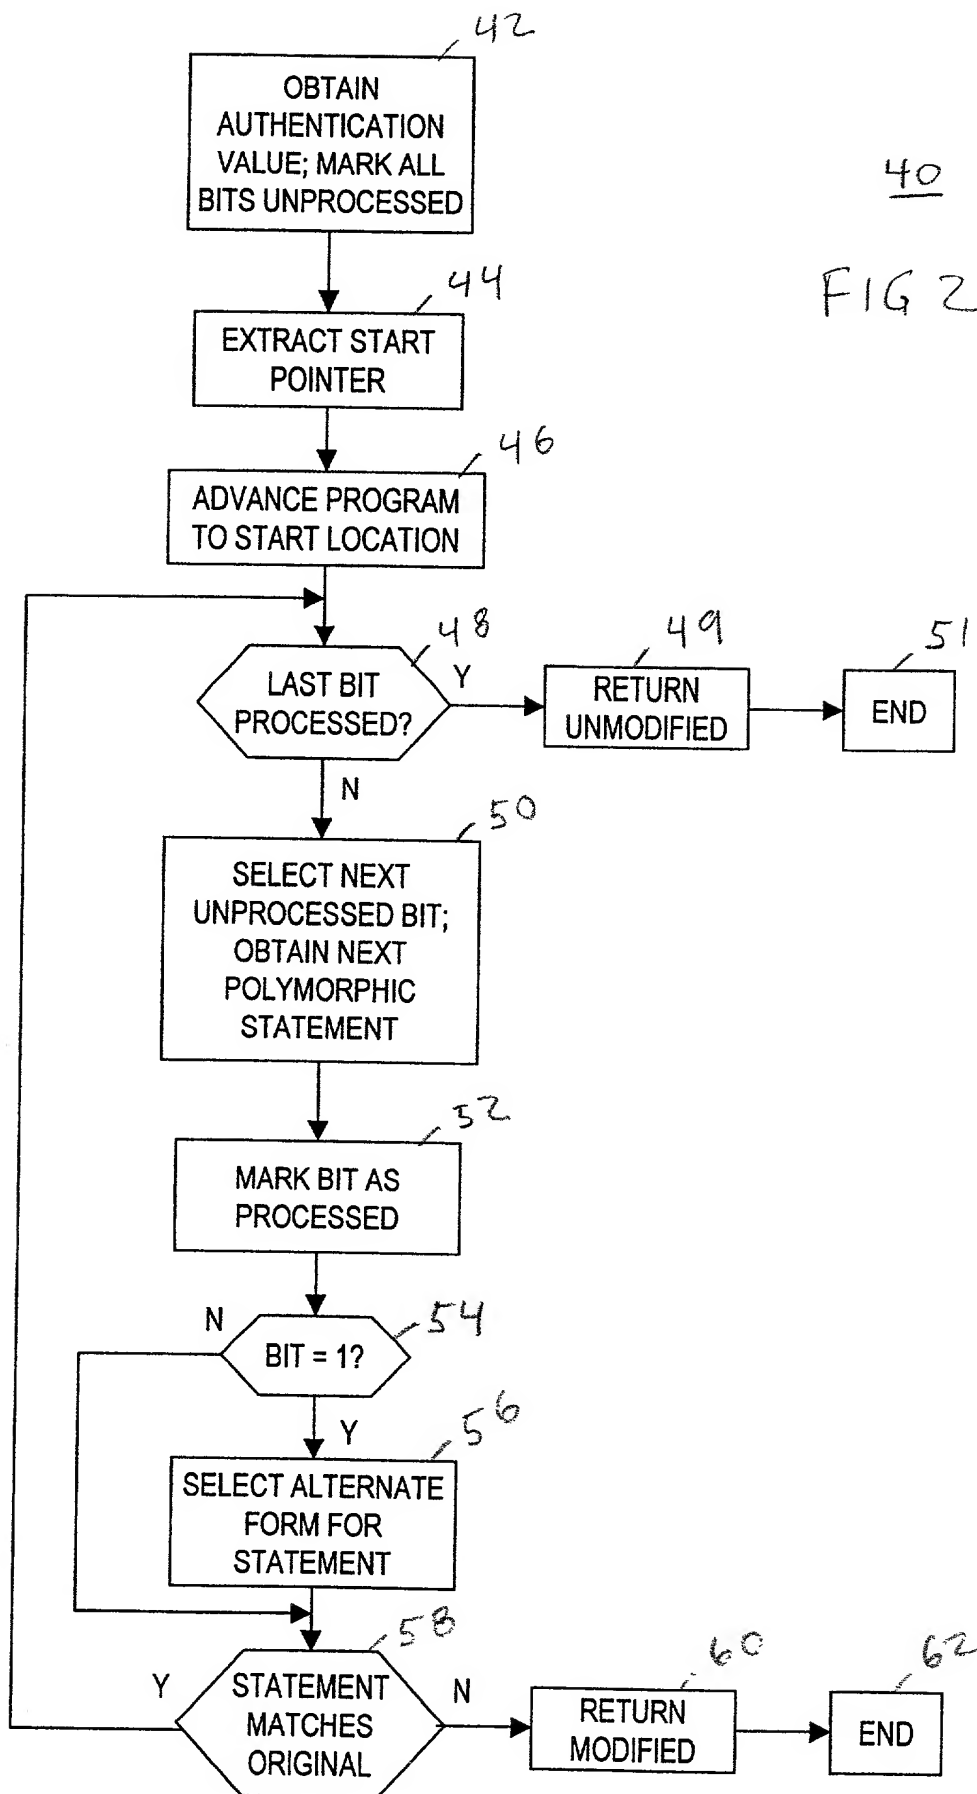 42
OBTAIN
AUTHENTICATION
VALUE; MARK ALL
BITS UNPROCESSED
40
FIG 2
44
EXTRACT START
POINTER
46
ADVANCE PROGRAM
TO START LOCATION
48
LAST BIT
PROCESSED?
Y
49
RETURN
UNMODIFIED
51
END
N
50
SELECT NEXT
UNPROCESSED BIT;
OBTAIN NEXT
POLYMORPHIC
STATEMENT
52
MARK BIT AS
PROCESSED
N
54
BIT = 1?
Y
56
SELECT ALTERNATE
FORM FOR
STATEMENT
58
Y
STATEMENT
MATCHES
ORIGINAL
N
60
RETURN
MODIFIED
62
END